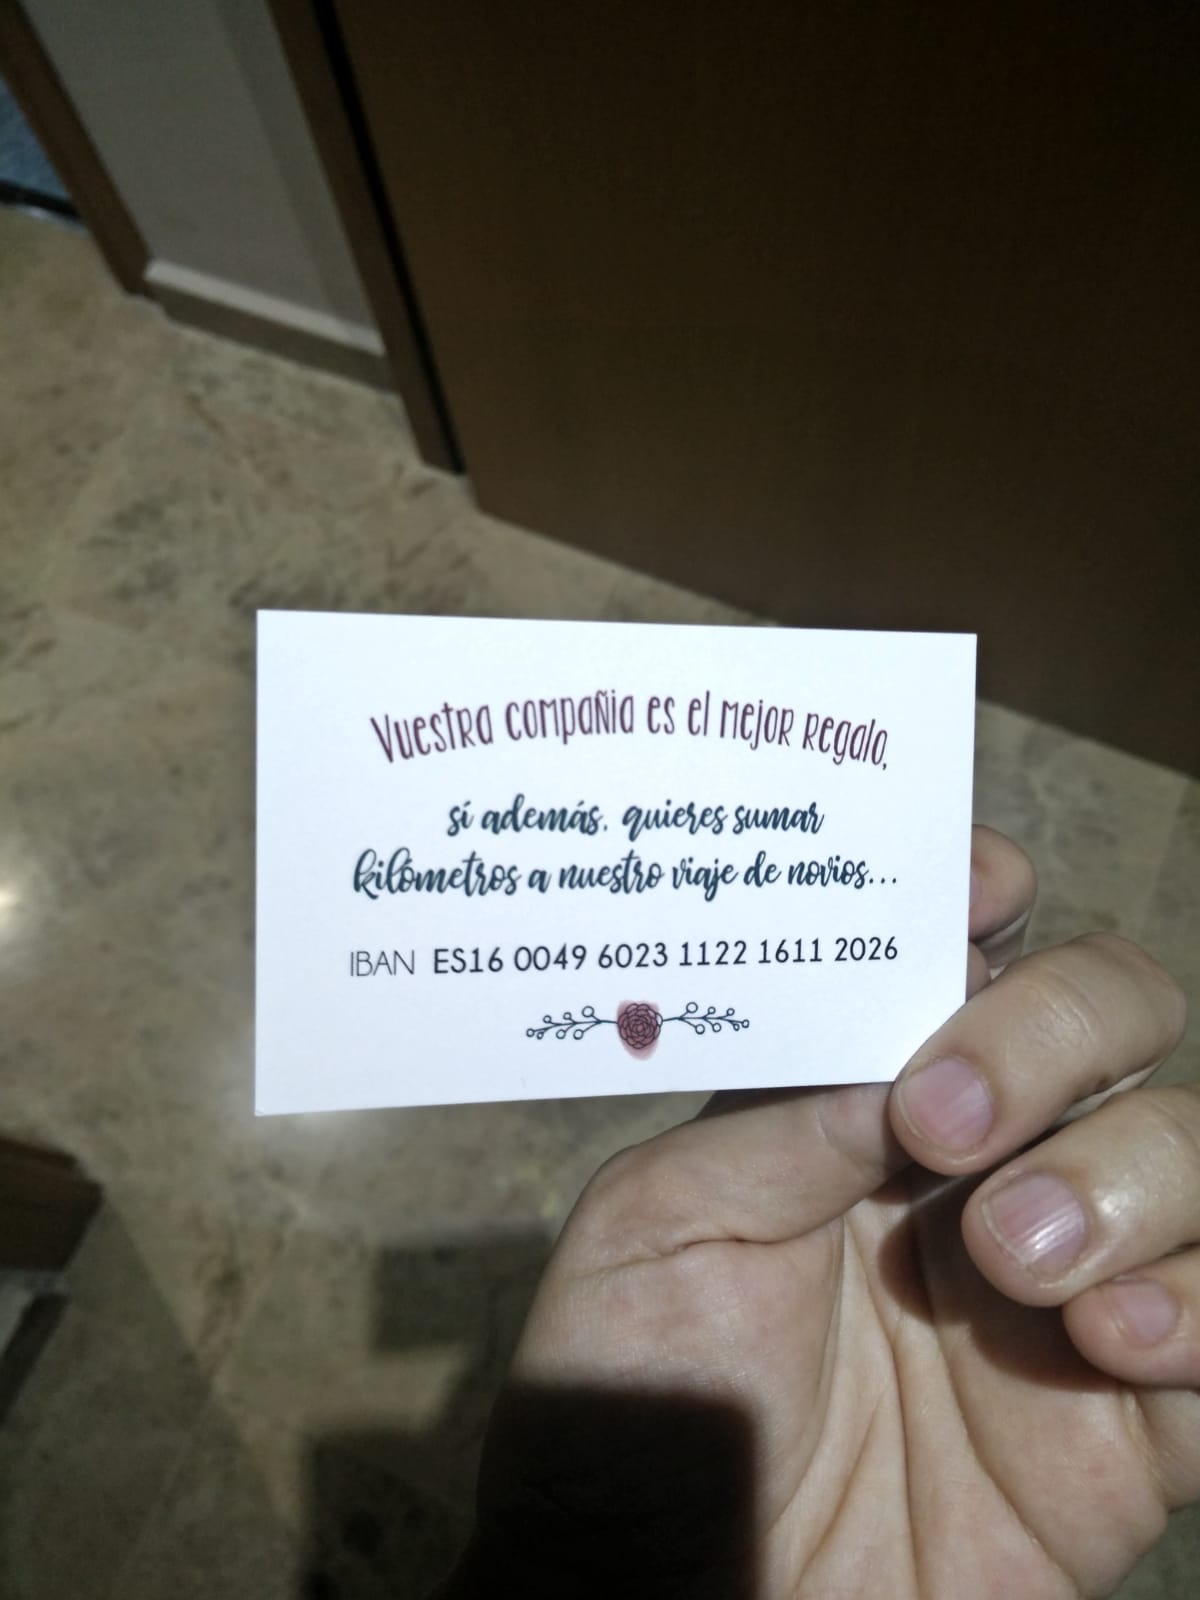 Vuestra compañia es el mejor regalo,
sí además, quieres sumar
kilómetros a nuestro viaje de novios...
IBAN ES16 0049 6023 1122 1611 2026